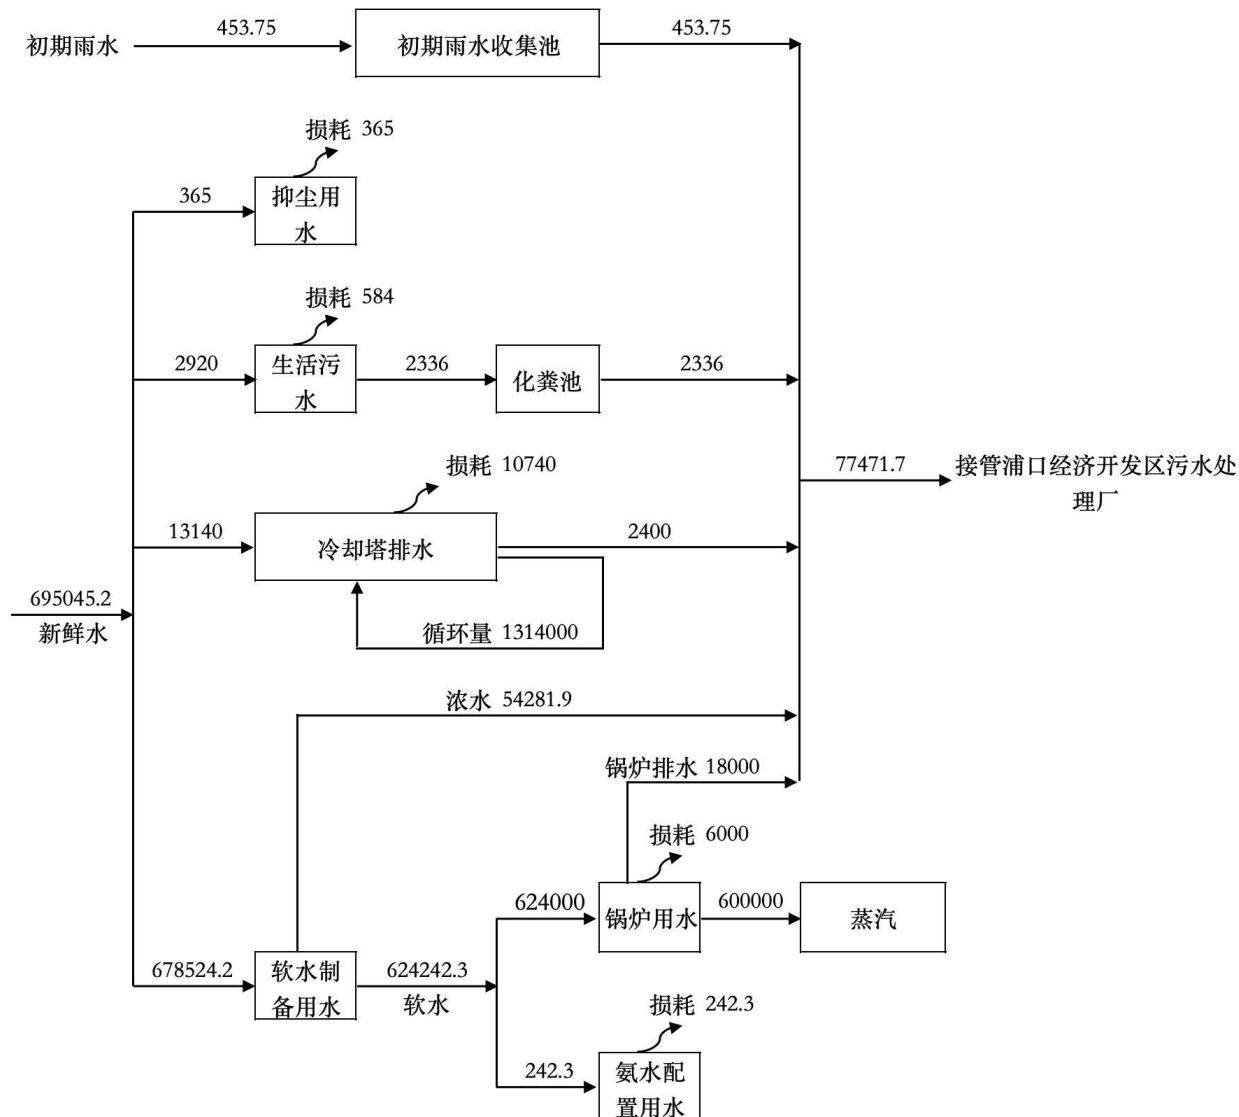 初期雨水
453.75
初期雨水收集池
453.75
损耗 365
365
抑尘用
水
损耗 584
2920
生活污
水
2336
化粪池
2336
损耗 10740
13140
冷却塔排水
2400
循环量 1314000
77471.7
接管浦口经济开发区污水处
理厂
695045.2
新鲜水
浓水 54281.9
锅炉排水 18000
损耗 6000
624000
锅炉用水
600000
蒸汽
678524.2
软水制
备用水
624242.3
软水
损耗 242.3
242.3
氨水配
置用水